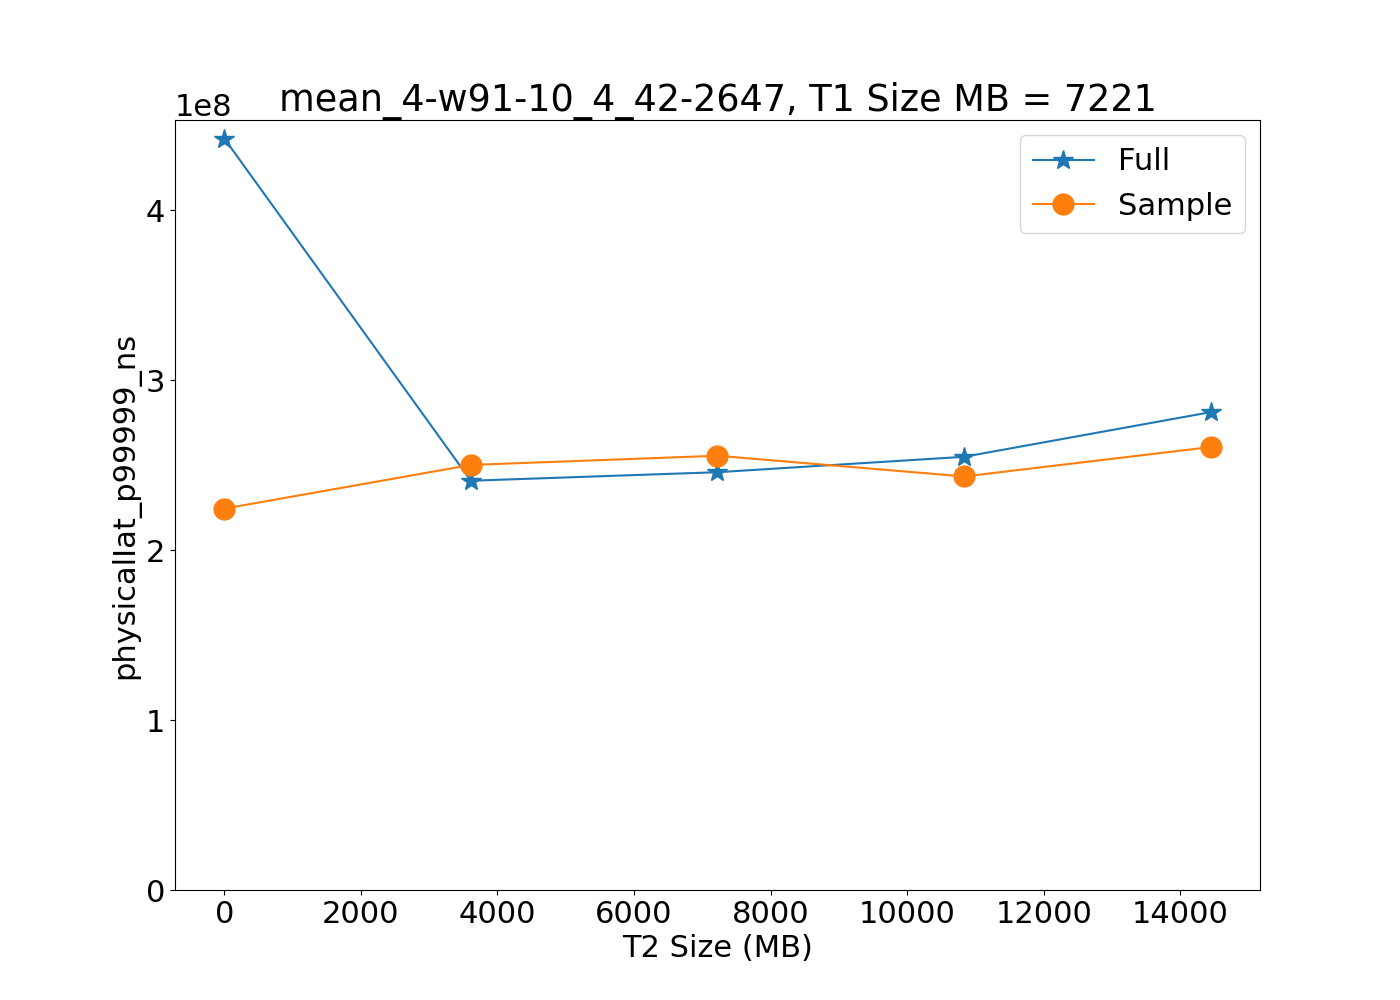 1e8
mean_4-w91-10_4_42-2647, T1 Size MB = 7221
Full
Sample
physicallat_p99999_ns
4
3
2
1
0
0 2000 4000 6000 8000 10000 12000 14000
T2 Size (MB)